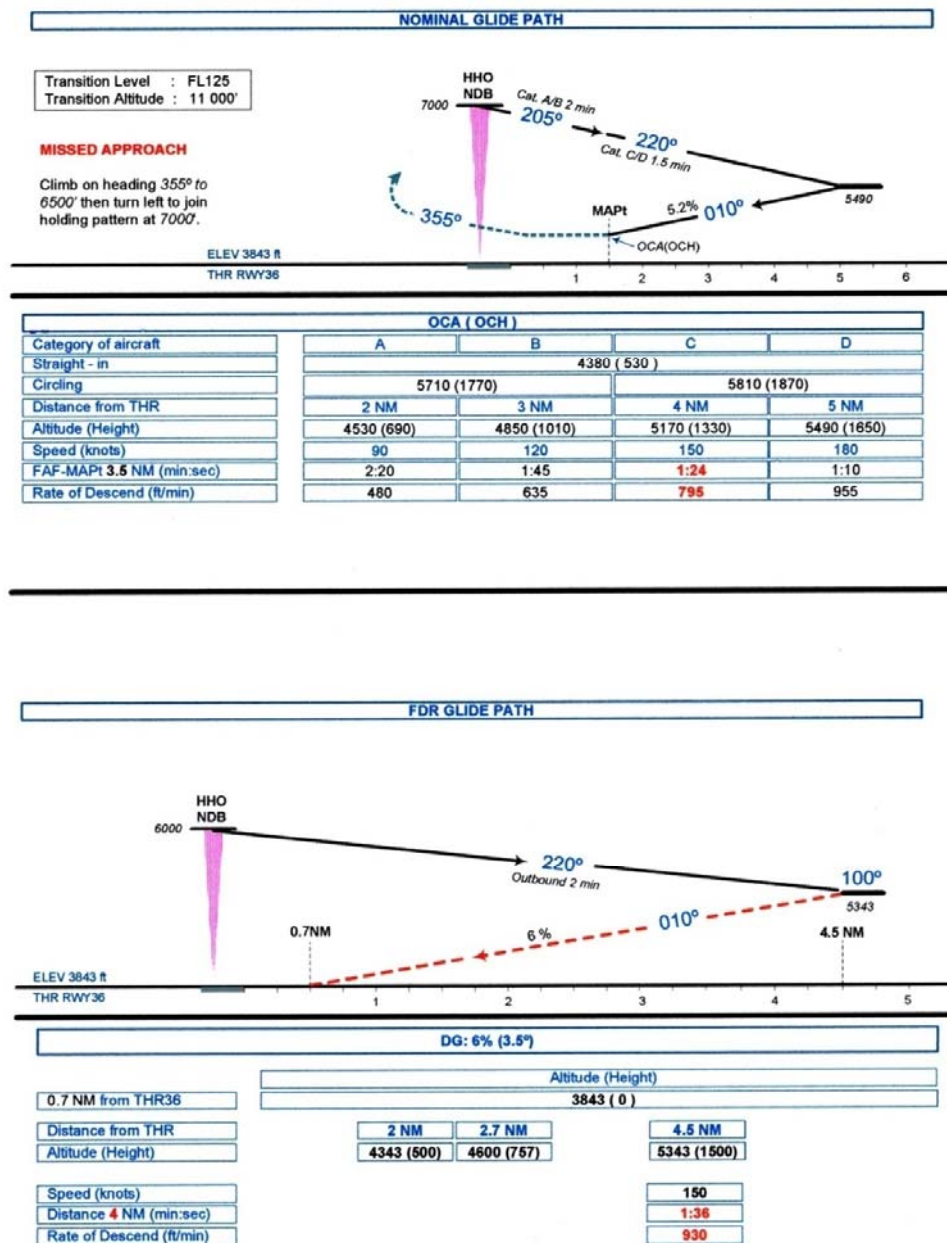 NOMINAL GLIDE PATH
Transition Level : FL125
Transition Altitude : 11 000'
MISSED APPROACH
Climb on heading 355º to
6500' then turn left to join
holding pattern at 7000'.
HHO
NDB
7000
Cat. A/B 2 min
205º
220º
Cat. C/D 1.5 min
5490
5.2%
010º
MAPt
355º
OCA(OCH)
ELEV 3843 ft
THR RWY36
1 2 3 4 5 6
OCA ( OCH )
Category of aircraft A B C D
Straight - in 4380 ( 530 )
Circling 5710 (1770) 5810 (1870)
Distance from THR 2 NM 3 NM 4 NM 5 NM
Altitude (Height) 4530 (690) 4850 (1010) 5170 (1330) 5490 (1650)
Speed (knots) 90 120 150 180
FAF-MAPt 3.5 NM (min:sec) 2:20 1:45 1:24 1:10
Rate of Descend (ft/min) 480 635 795 955
FDR GLIDE PATH
HHO
NDB
6000
220º
Outbound 2 min
100º
5343
010º
6 %
0.7NM
4.5 NM
ELEV 3843 ft
THR RWY36
1 2 3 4 5
DG: 6% (3.5º)
Altitude (Height)
0.7 NM from THR36 3843 ( 0 )
Distance from THR 2 NM 2.7 NM 4.5 NM
Altitude (Height) 4343 (500) 4600 (757) 5343 (1500)
Speed (knots) 150
Distance 4 NM (min:sec) 1:36
Rate of Descend (ft/min) 930